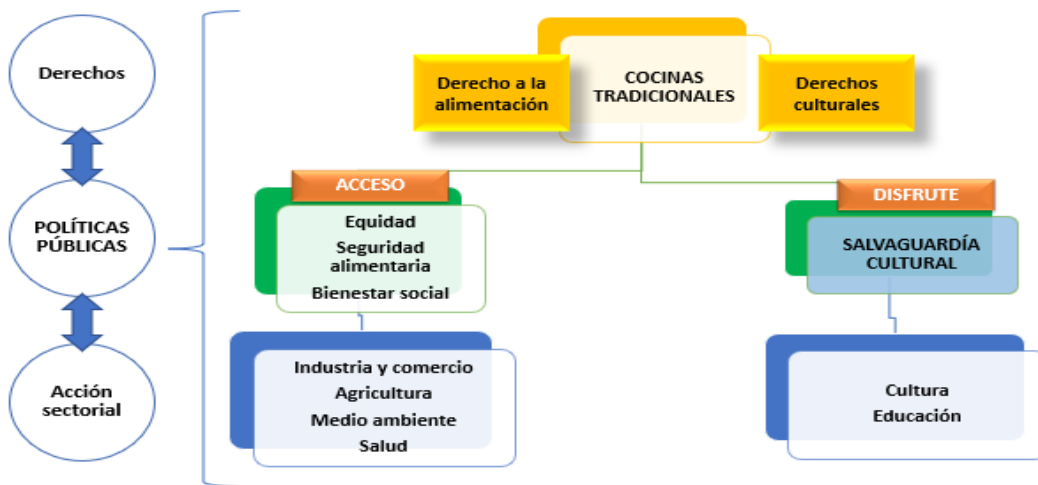 Derechos
POLÍTICAS
PÚBLICAS
Acción
sectorial
Derecho a la
alimentación
COCINAS
TRADICIONALES
Derechos
culturales
ACCESO
Equidad
Seguridad
alimentaria
Bienestar social
Industria y comercio
Agricultura
Medio ambiente
Salud
DISFRUTE
SALVAGUARDÍA
CULTURAL
Cultura
Educación